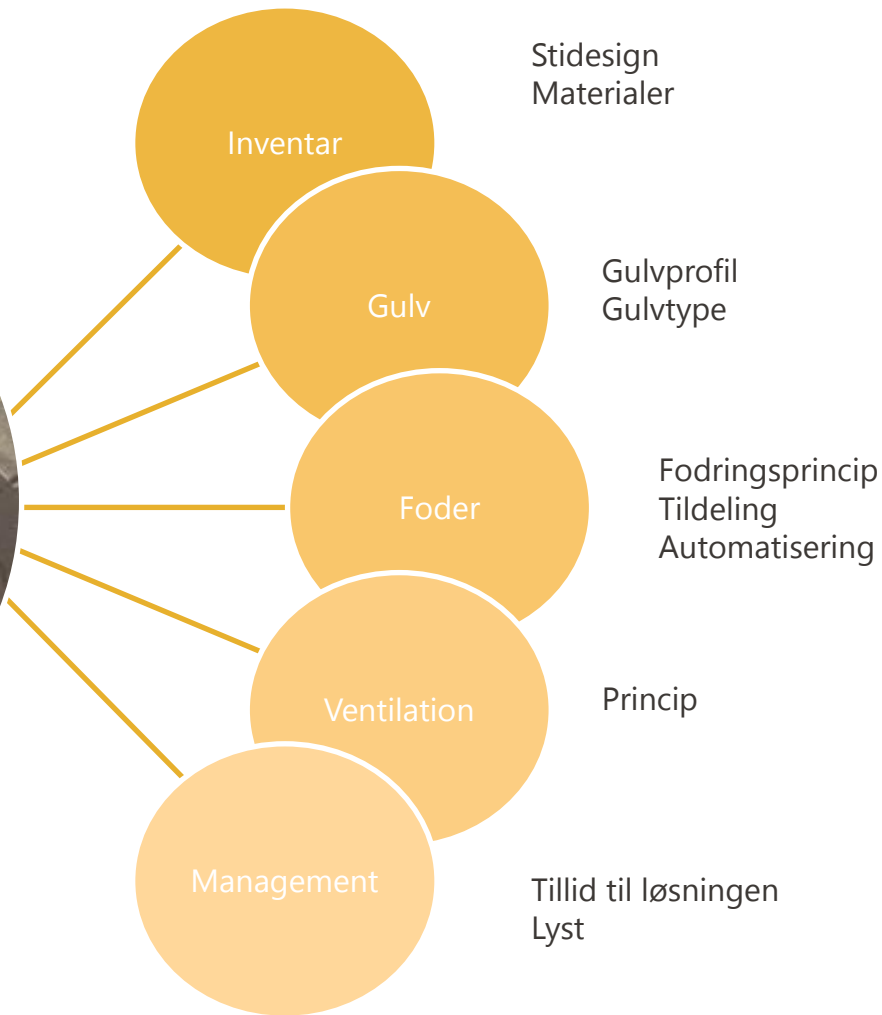 Stidesign
Materialer
Inventar
Gulvprofil
Gulvtype
Gulv
Fodringsprincip
Tildeling
Automatisering
Foder
Princip
Ventilation
Tillid til løsningen
Lyst
Management